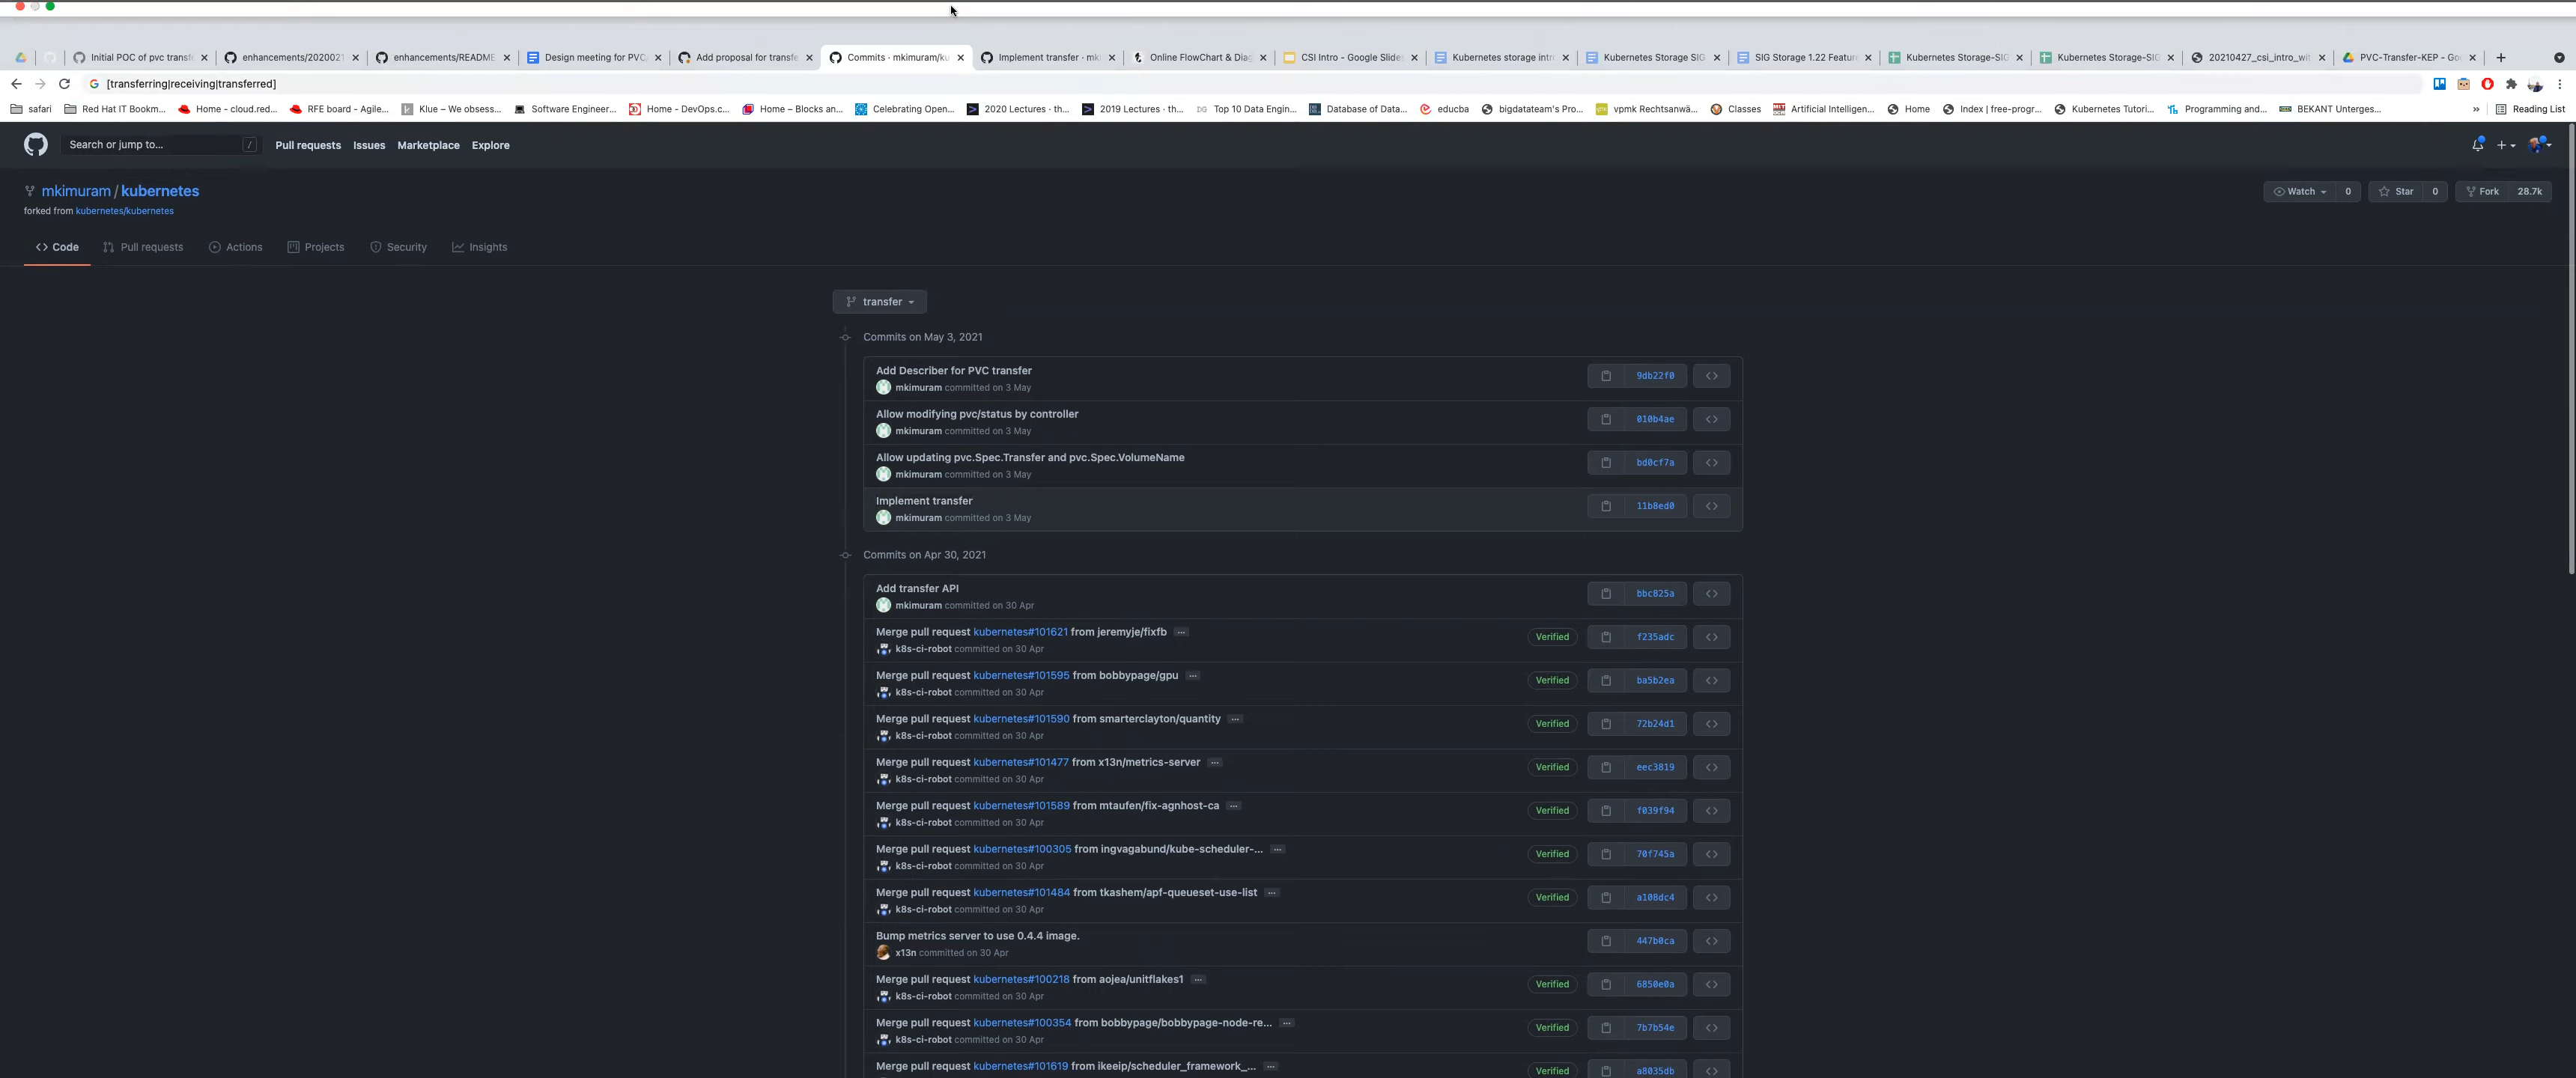 Initial POC of pvc transf
enhancements/2020021
enhancements/README
Design meeting for PVC
Add proposal for transfe
Commits · mkimuram/ku
Implement transfer · mki
Online FlowChart & Diag
CSI Intro - Google Slides
Kubernetes storage intr
Kubernetes Storage SIG
SIG Storage 1.22 Featur
Kubernetes Storage-SIG
Kubernetes Storage-SIG
20210427_csi_intro_wit
PVC-Transfer-KEP - Go
[transferring|receiving|transferred]
safari
Red Hat IT Bookm...
Home - cloud.red...
RFE board - Agile...
Klue – We obsess...
Software Engineer...
Home - DevOps.c...
Home – Blocks an...
Celebrating Open...
2020 Lectures · th...
2019 Lectures · th...
Top 10 Data Engin...
Database of Data...
educba
bigdatateam's Pro...
vpmk Rechtsanwä...
Classes
Artificial Intelligen...
Home
Index | free-progr...
Kubernetes Tutori...
Programming and...
BEKANT Unterges...
»
Reading List
Search or jump to...
/
Pull requests
Issues
Marketplace
Explore
mkimuram / kubernetes
forked from kubernetes/kubernetes
Watch 0
Star 0
Fork 28.7k
Code
Pull requests
Actions
Projects
Security
Insights
transfer
Commits on May 3, 2021
Add Describer for PVC transfer
mkimuram committed on 3 May
9db22f0
Allow modifying pvc/status by controller
mkimuram committed on 3 May
010b4ae
Allow updating pvc.Spec.Transfer and pvc.Spec.VolumeName
mkimuram committed on 3 May
bd0cf7a
Implement transfer
mkimuram committed on 3 May
11b8ed0
Commits on Apr 30, 2021
Add transfer API
mkimuram committed on 30 Apr
bbc825a
Merge pull request kubernetes#101621 from jeremyje/fixfb ...
k8s-ci-robot committed on 30 Apr
Verified f235adc
Merge pull request kubernetes#101595 from bobbypage/gpu ...
k8s-ci-robot committed on 30 Apr
Verified ba5b2ea
Merge pull request kubernetes#101590 from smarterclayton/quantity ...
k8s-ci-robot committed on 30 Apr
Verified 72b24d1
Merge pull request kubernetes#101477 from x13n/metrics-server ...
k8s-ci-robot committed on 30 Apr
Verified eec3819
Merge pull request kubernetes#101589 from mtaufen/fix-agnhost-ca ...
k8s-ci-robot committed on 30 Apr
Verified f039f94
Merge pull request kubernetes#100305 from ingvagabund/kube-scheduler-... ...
k8s-ci-robot committed on 30 Apr
Verified 70f745a
Merge pull request kubernetes#101484 from tkashem/apf-queueset-use-list ...
k8s-ci-robot committed on 30 Apr
Verified a108dc4
Bump metrics server to use 0.4.4 image.
x13n committed on 30 Apr
447b0ca
Merge pull request kubernetes#100218 from aojea/unitflakes1 ...
k8s-ci-robot committed on 30 Apr
Verified 6850e0a
Merge pull request kubernetes#100354 from bobbypage/bobbypage-node-re... ...
k8s-ci-robot committed on 30 Apr
Verified 7b7b54e
Merge pull request kubernetes#101619 from ikeeip/scheduler_framework_... ...
Verified a8035db